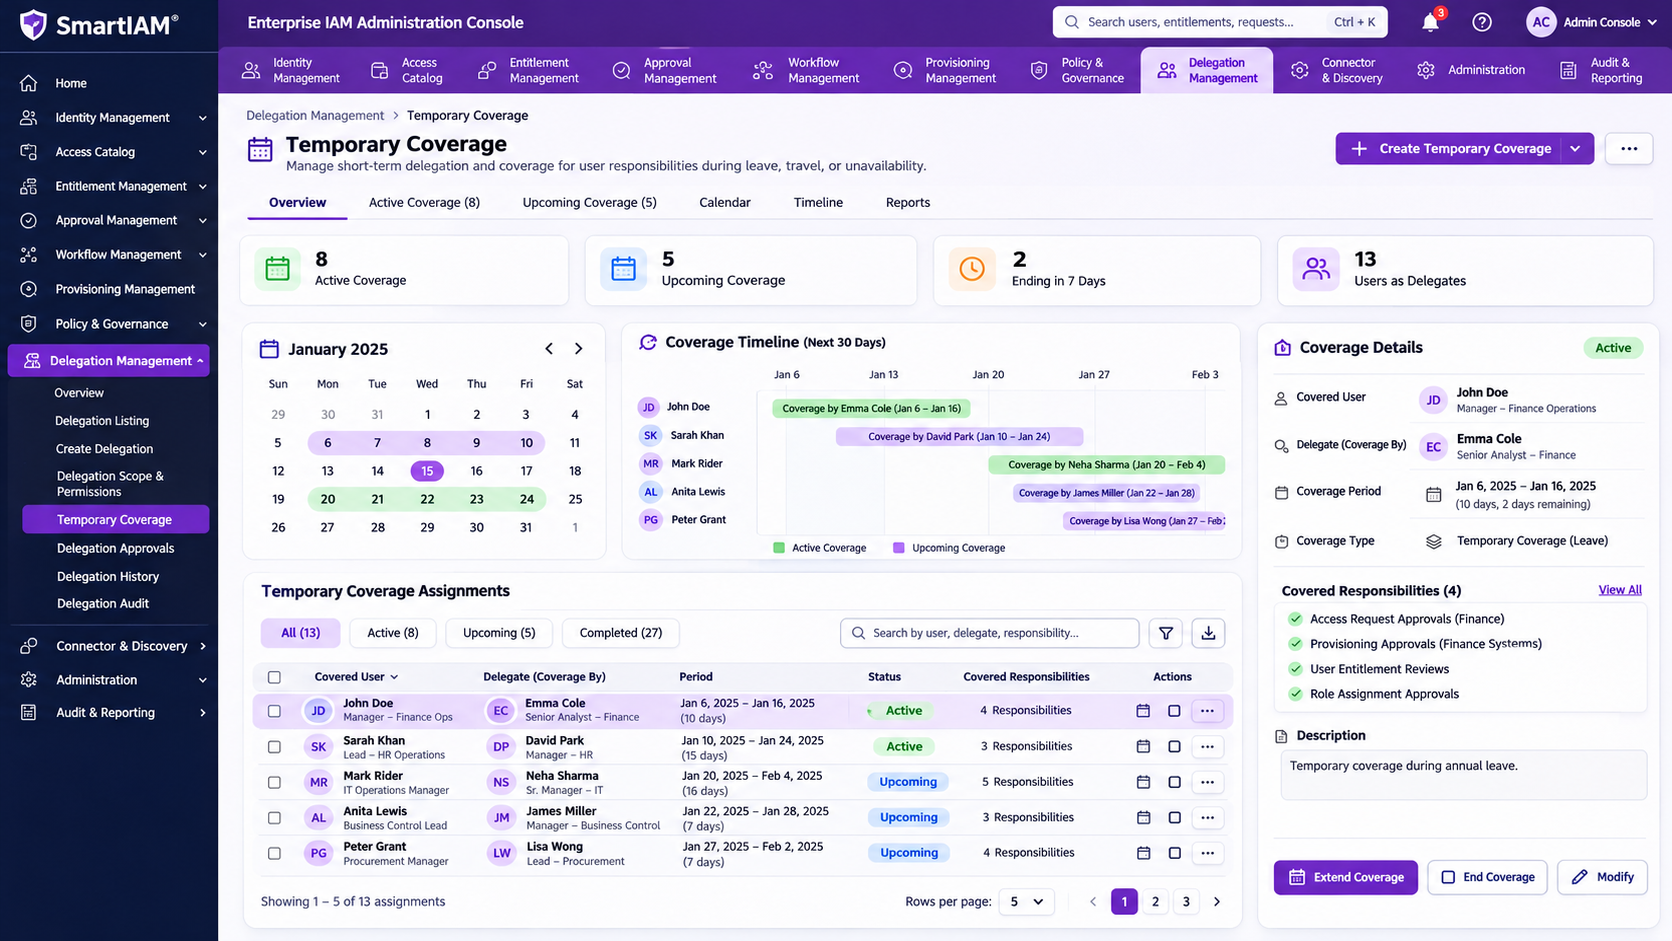 SmartIAM®
Enterprise IAM Administration Console
Search users, entitlements, requests...
Ctrl + K
3
AC
Admin Console
Identity
Management
Access
Catalog
Entitlement
Management
Approval
Management
Workflow
Management
Provisioning
Management
Policy &
Governance
Delegation
Management
Connector
& Discovery
Administration
Audit &
Reporting
Home
Identity Management
Access Catalog
Entitlement Management
Approval Management
Workflow Management
Provisioning Management
Policy & Governance
Delegation Management
Overview
Delegation Listing
Create Delegation
Delegation Scope &
Permissions
Temporary Coverage
Delegation Approvals
Delegation History
Delegation Audit
Connector & Discovery
Administration
Audit & Reporting
Delegation Management > Temporary Coverage
Temporary Coverage
Manage short-term delegation and coverage for user responsibilities during leave, travel, or unavailability.
Create Temporary Coverage
Overview
Active Coverage (8)
Upcoming Coverage (5)
Calendar
Timeline
Reports
8
Active Coverage
5
Upcoming Coverage
2
Ending in 7 Days
13
Users as Delegates
January 2025
Sun Mon Tue Wed Thu Fri Sat
29 30 31 1 2 3 4
5 6 7 8 9 10 11
12 13 14 15 16 17 18
19 20 21 22 23 24 25
26 27 28 29 30 31 1
Coverage Timeline (Next 30 Days)
Jan 6 Jan 13 Jan 20 Jan 27 Feb 3
JD John Doe Coverage by Emma Cole (Jan 6 – Jan 16)
SK Sarah Khan Coverage by David Park (Jan 10 – Jan 24)
MR Mark Rider Coverage by Neha Sharma (Jan 20 – Feb 4)
AL Anita Lewis Coverage by James Miller (Jan 22 – Jan 28)
PG Peter Grant Coverage by Lisa Wong (Jan 27 – Feb 2
Active Coverage
Upcoming Coverage
Temporary Coverage Assignments
All (13)
Active (8)
Upcoming (5)
Completed (27)
Search by user, delegate, responsibility...
Covered User Delegate (Coverage By) Period Status Covered Responsibilities Actions
JD John Doe EC Emma Cole Jan 6, 2025 – Jan 16, 2025 Active 4 Responsibilities
Manager – Finance Ops Senior Analyst – Finance (10 days)
SK Sarah Khan DP David Park Jan 10, 2025 – Jan 24, 2025 Active 3 Responsibilities
Lead – HR Operations Manager – HR (15 days)
MR Mark Rider NS Neha Sharma Jan 20, 2025 – Feb 4, 2025 Upcoming 5 Responsibilities
IT Operations Manager Sr. Manager – IT (16 days)
AL Anita Lewis JM James Miller Jan 22, 2025 – Jan 28, 2025 Upcoming 3 Responsibilities
Business Control Lead Manager – Business Control (7 days)
PG Peter Grant LW Lisa Wong Jan 27, 2025 – Feb 2, 2025 Upcoming 4 Responsibilities
Procurement Manager Lead – Procurement (7 days)
Showing 1 – 5 of 13 assignments
Rows per page: 5
1 2 3
Coverage Details
Active
Covered User JD John Doe
Manager – Finance Operations
Delegate (Coverage By) EC Emma Cole
Senior Analyst – Finance
Coverage Period Jan 6, 2025 – Jan 16, 2025
(10 days, 2 days remaining)
Coverage Type Temporary Coverage (Leave)
Covered Responsibilities (4)
View All
Access Request Approvals (Finance)
Provisioning Approvals (Finance Systems)
User Entitlement Reviews
Role Assignment Approvals
Description
Temporary coverage during annual leave.
Extend Coverage
End Coverage
Modify